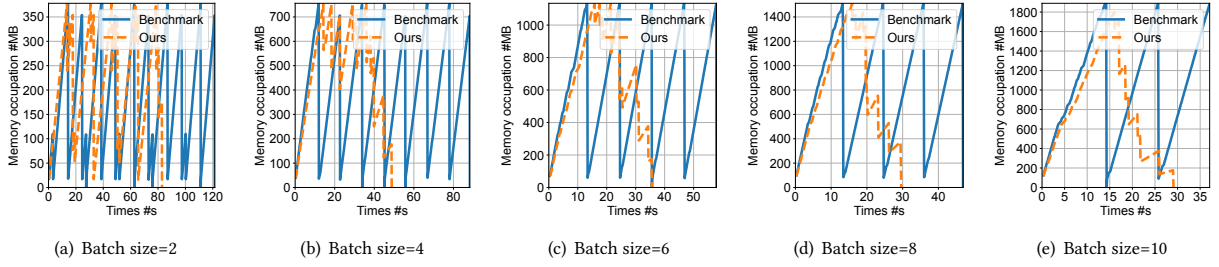 Memory occupation #MB
350
300
250
200
150
100
50
0
Benchmark
Ours
0 20 40 60 80 100 120
Times #s
(a) Batch size=2
Memory occupation #MB
700
600
500
400
300
200
100
0
Benchmark
Ours
0 20 40 60 80
Times #s
(b) Batch size=4
Memory occupation #MB
1000
800
600
400
200
0
Benchmark
Ours
0 10 20 30 40 50
Times #s
(c) Batch size=6
Memory occupation #MB
1400
1200
1000
800
600
400
200
0
Benchmark
Ours
0 10 20 30 40
Times #s
(d) Batch size=8
Memory occupation #MB
1800
1600
1400
1200
1000
800
600
400
200
0
Benchmark
Ours
0 5 10 15 20 25 30 35
Times #s
(e) Batch size=10